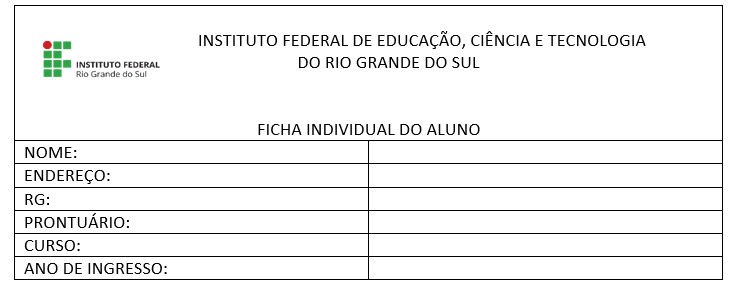 INSTITUTO FEDERAL DE EDUCAÇÃO, CIÊNCIA E TECNOLOGIA
DO RIO GRANDE DO SUL
INSTITUTO FEDERAL
Rio Grande do Sul
FICHA INDIVIDUAL DO ALUNO
NOME:
ENDEREÇO:
RG:
PRONTUÁRIO:
CURSO:
ANO DE INGRESSO: